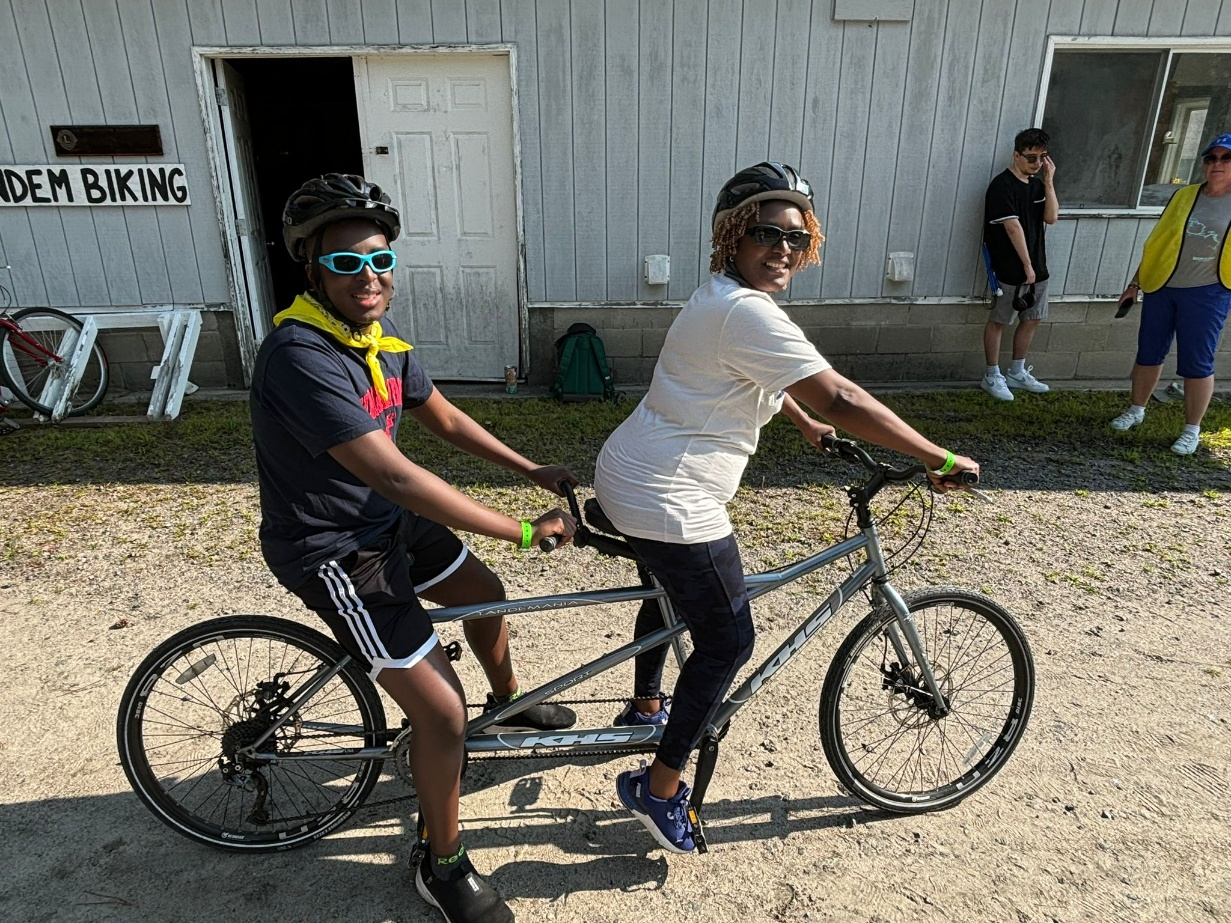 NDEM BIKING
TANDEMANIA
SPORT
KHS
KHS